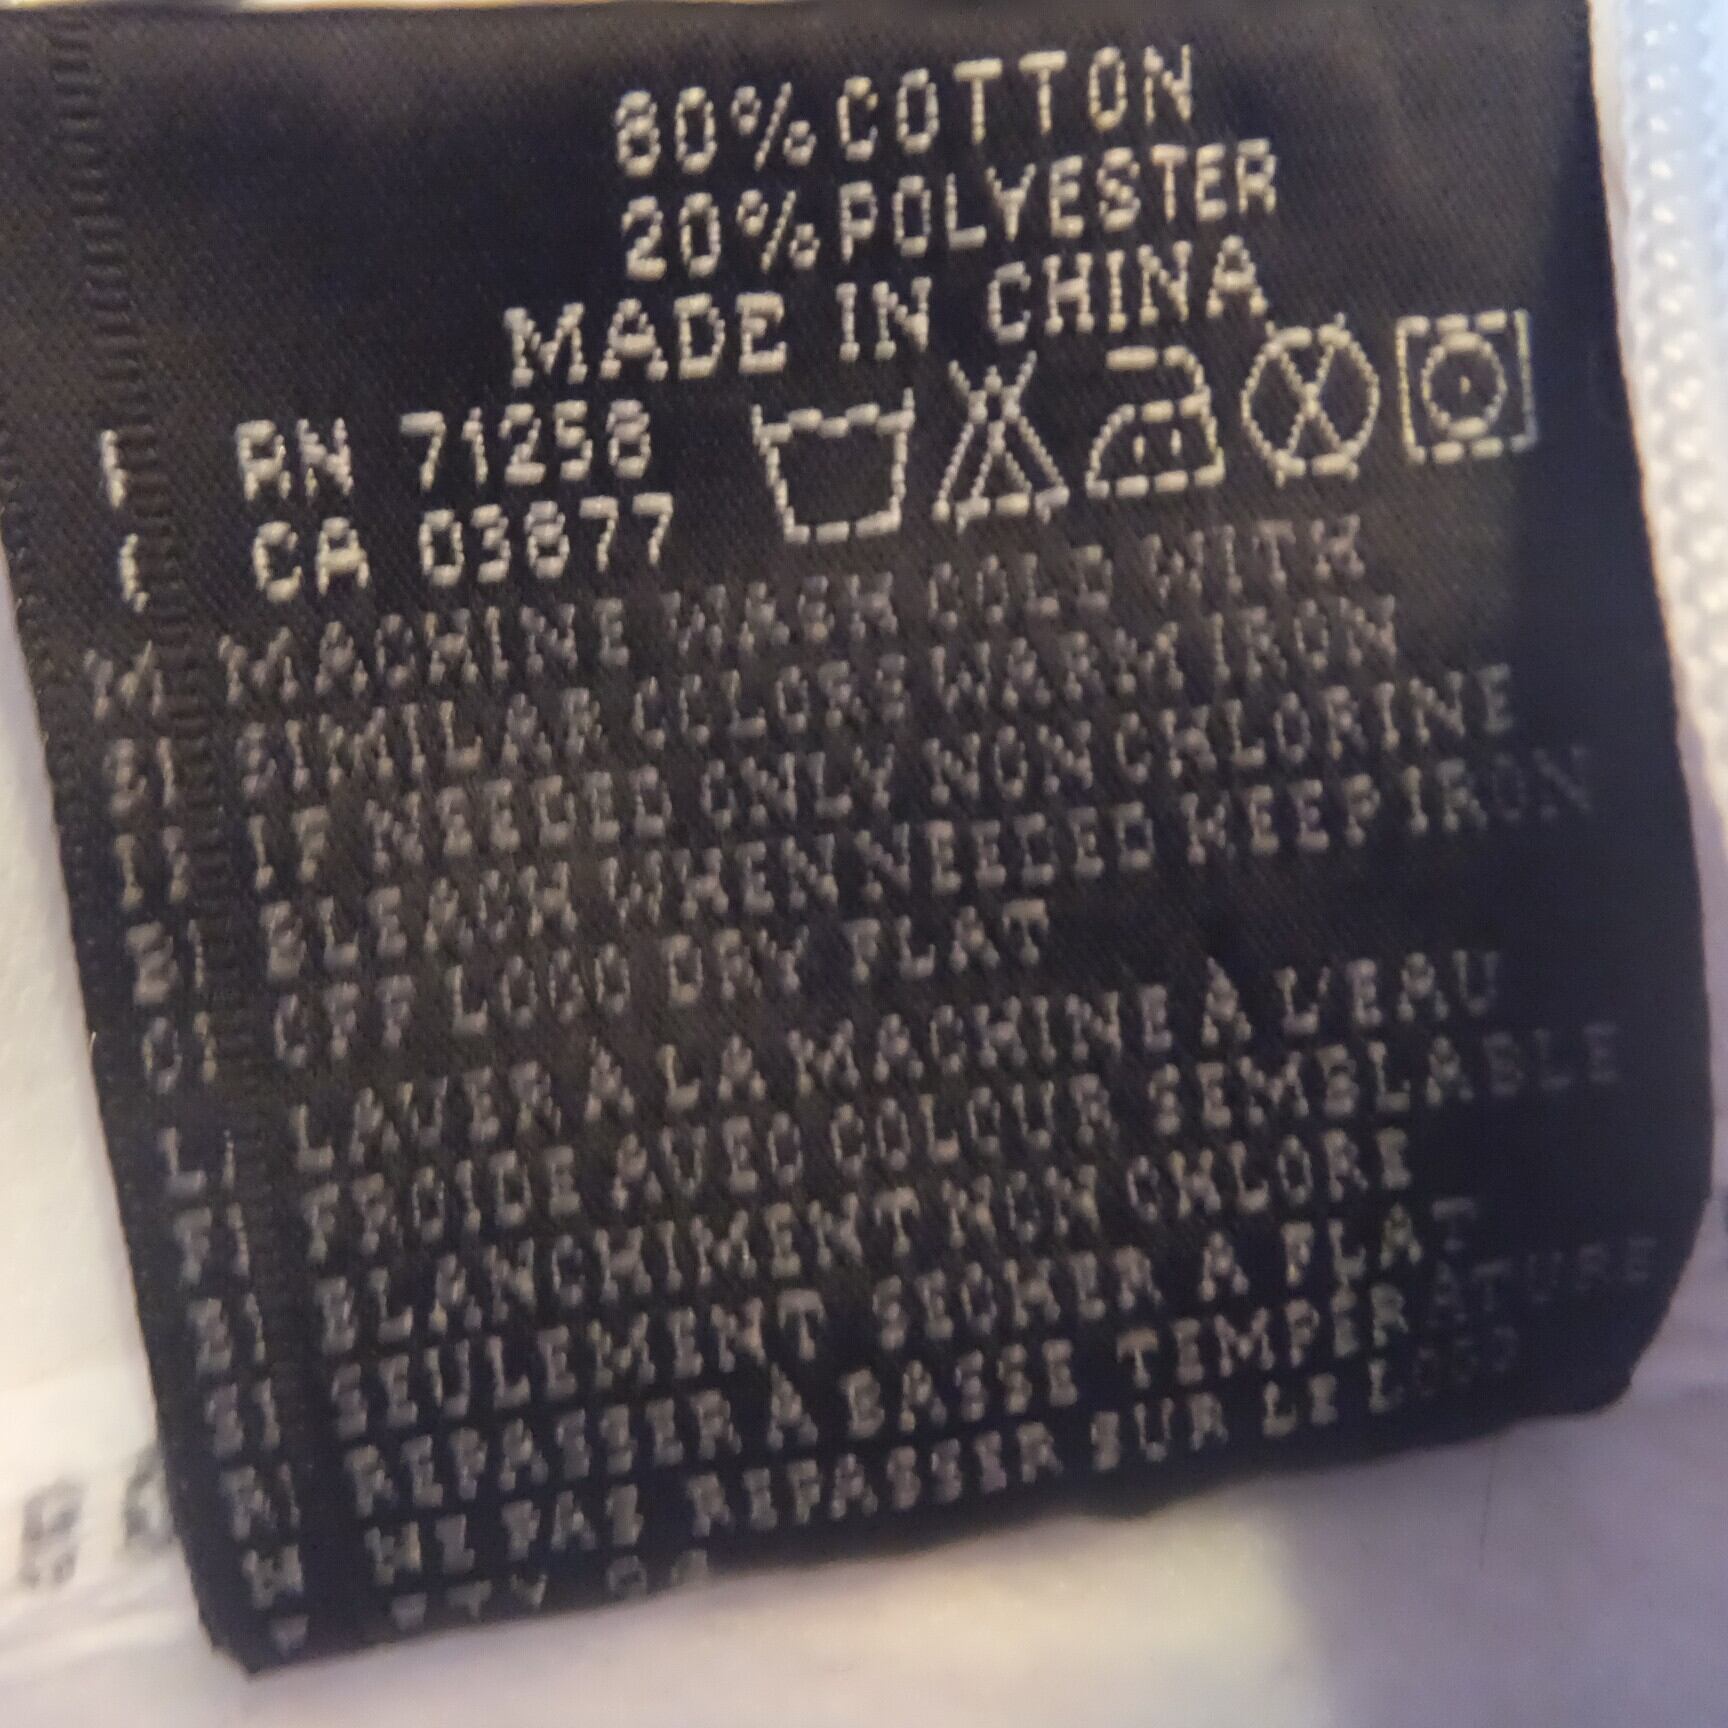 80% COTTON
20% POLYESTER
MADE IN CHINA
RN 71258
CA 03877
MACHINE WASH COLD WITH
SIMILAR COLORS WARM IRON
IF NEEDED ONLY NON CHLORINE
BLEACH WHEN NEEDED KEEP IRON
OFF LOGO DRY FLAT
LAVER A LA MACHINE À L'EAU
FROIDE AVEC COLOUR SEMBLABLE
BLANCHIMENT NON CHLORE
SEULEMENT SECHER A PLAT
REPASSER A BASSE TEMPERATURE
NE PAS REPASSER SUR LE LOGO